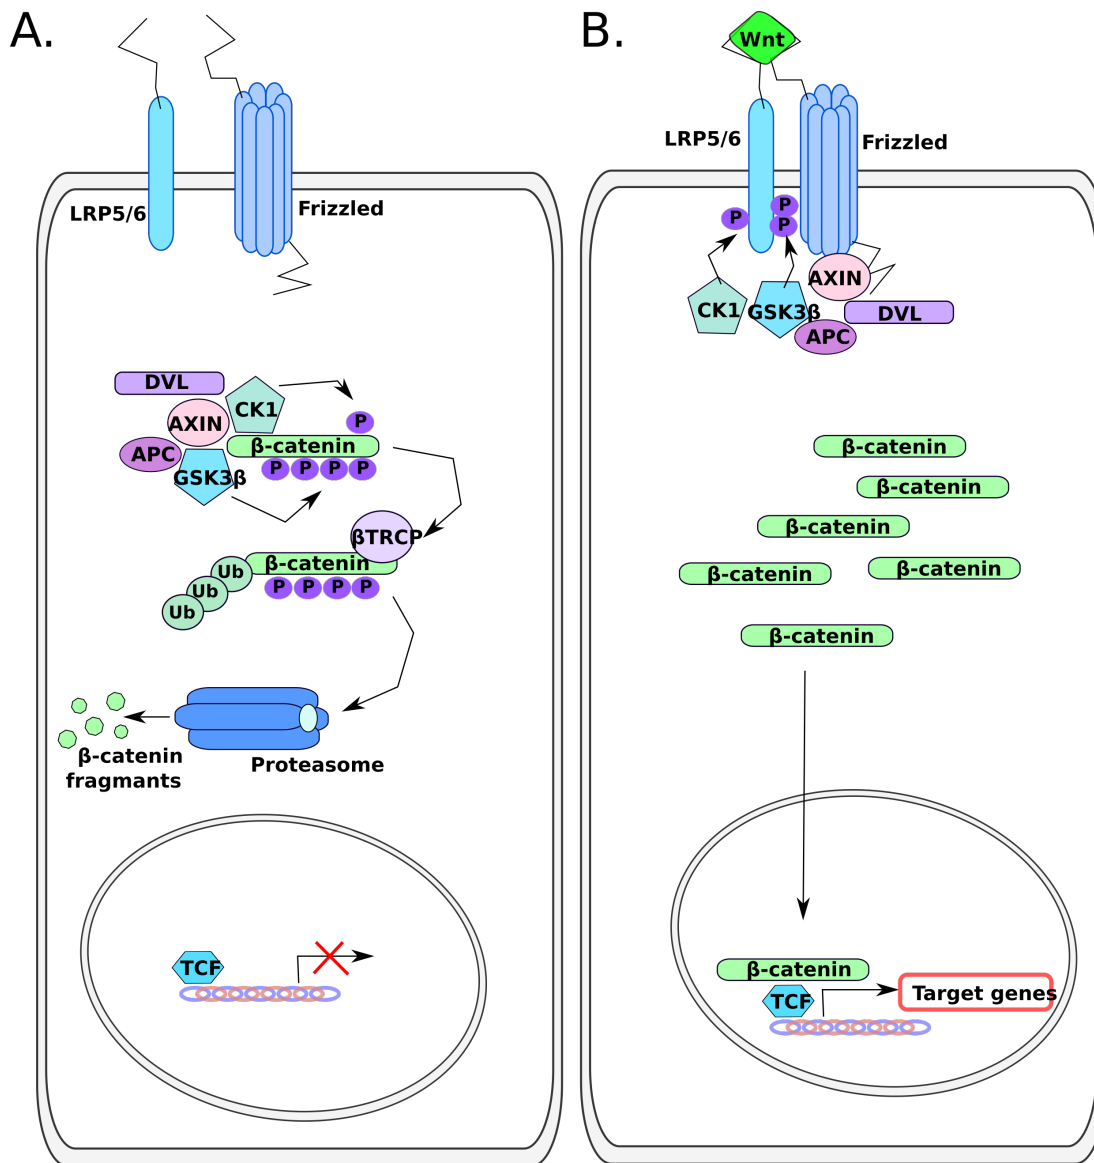 A.
LRP5/6
Frizzled
DVL
CK1
AXIN
P
APC
β-catenin
GSK3β
P P P P
βTRCP
β-catenin
Ub
Ub
Ub
P P P P
β-catenin
fragmants
Proteasome
TCF
B.
Wnt
LRP5/6
Frizzled
P
P
P
AXIN
CK1
GSK3β
DVL
APC
β-catenin
β-catenin
β-catenin
β-catenin
β-catenin
β-catenin
β-catenin
TCF
Target genes